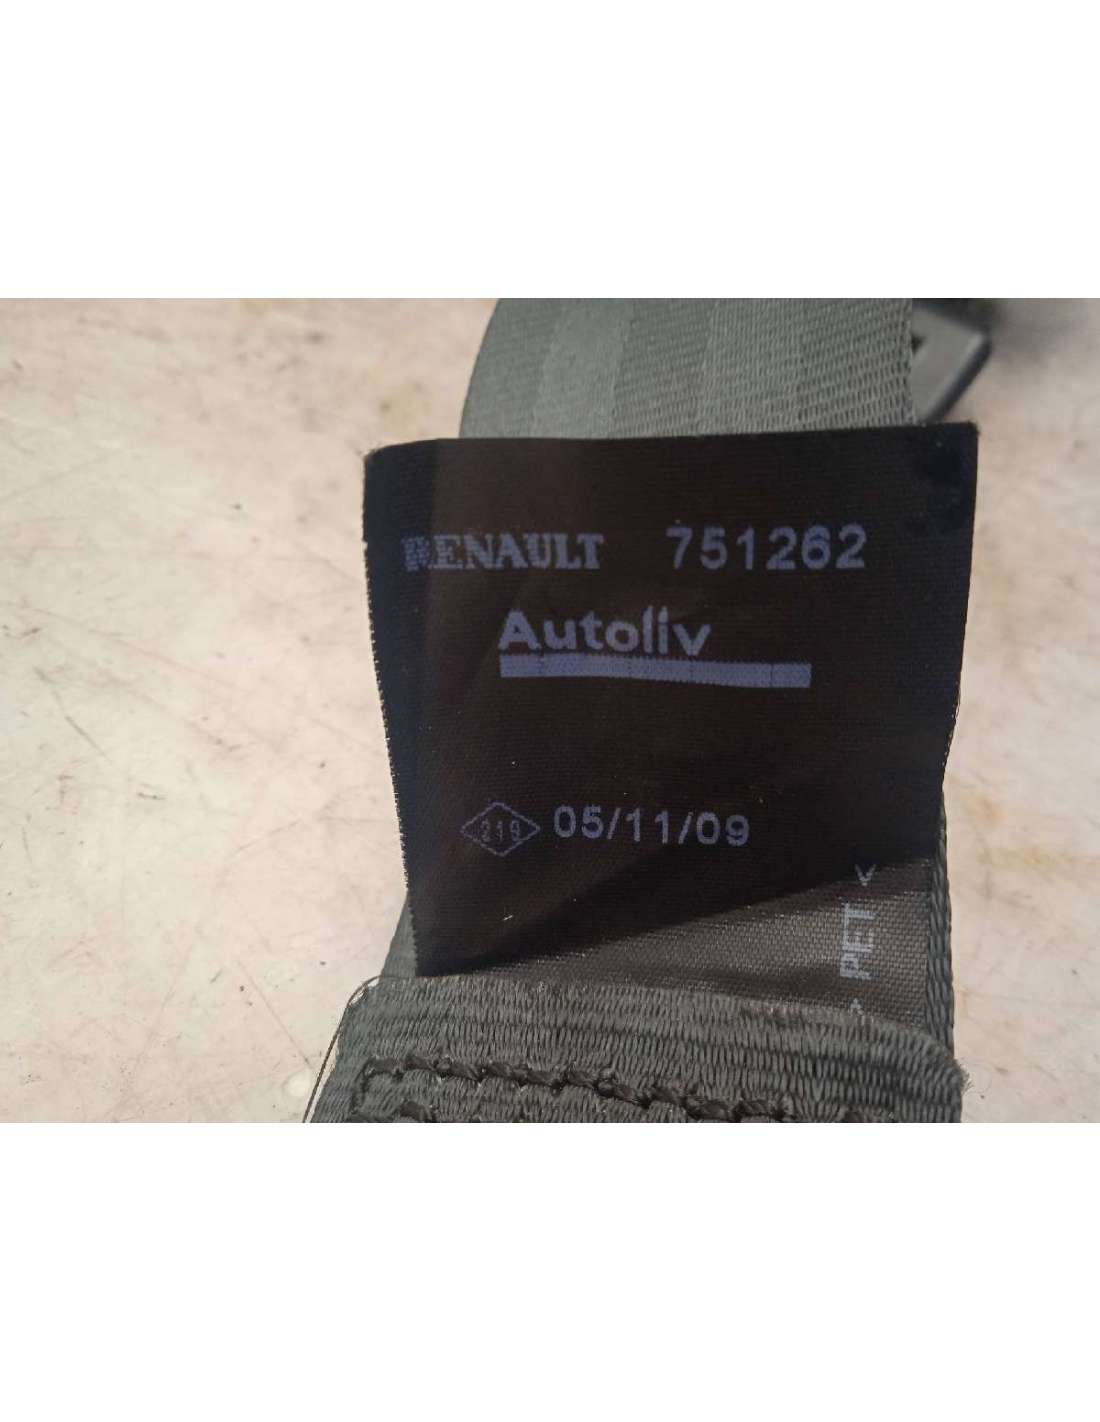 RENAULT 751262
Autoliv
219 05/11/09
> PET <